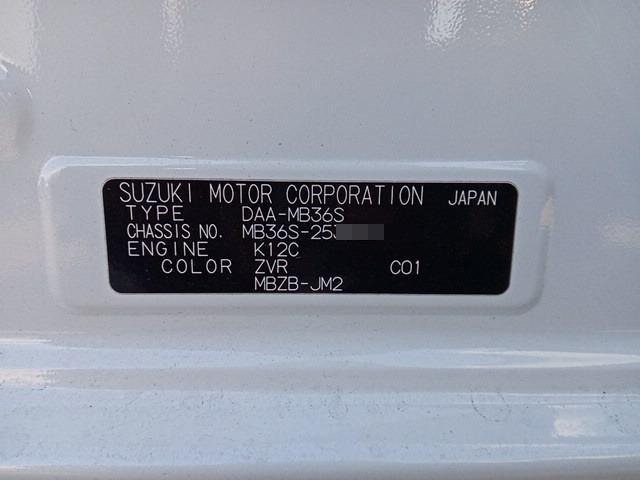 SUZUKI MOTOR CORPORATION JAPAN
TYPE DAA-MB36S
CHASSIS NO. MB36S-25
ENGINE K12C
COLOR ZVR C01
MBZB-JM2